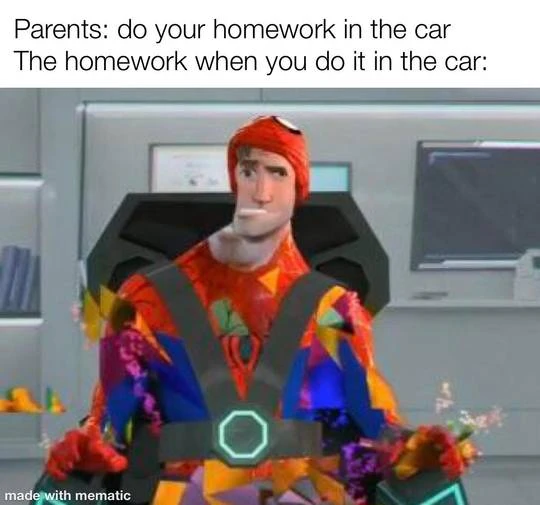 Parents: do your homework in the car
The homework when you do it in the car:
made with mematic